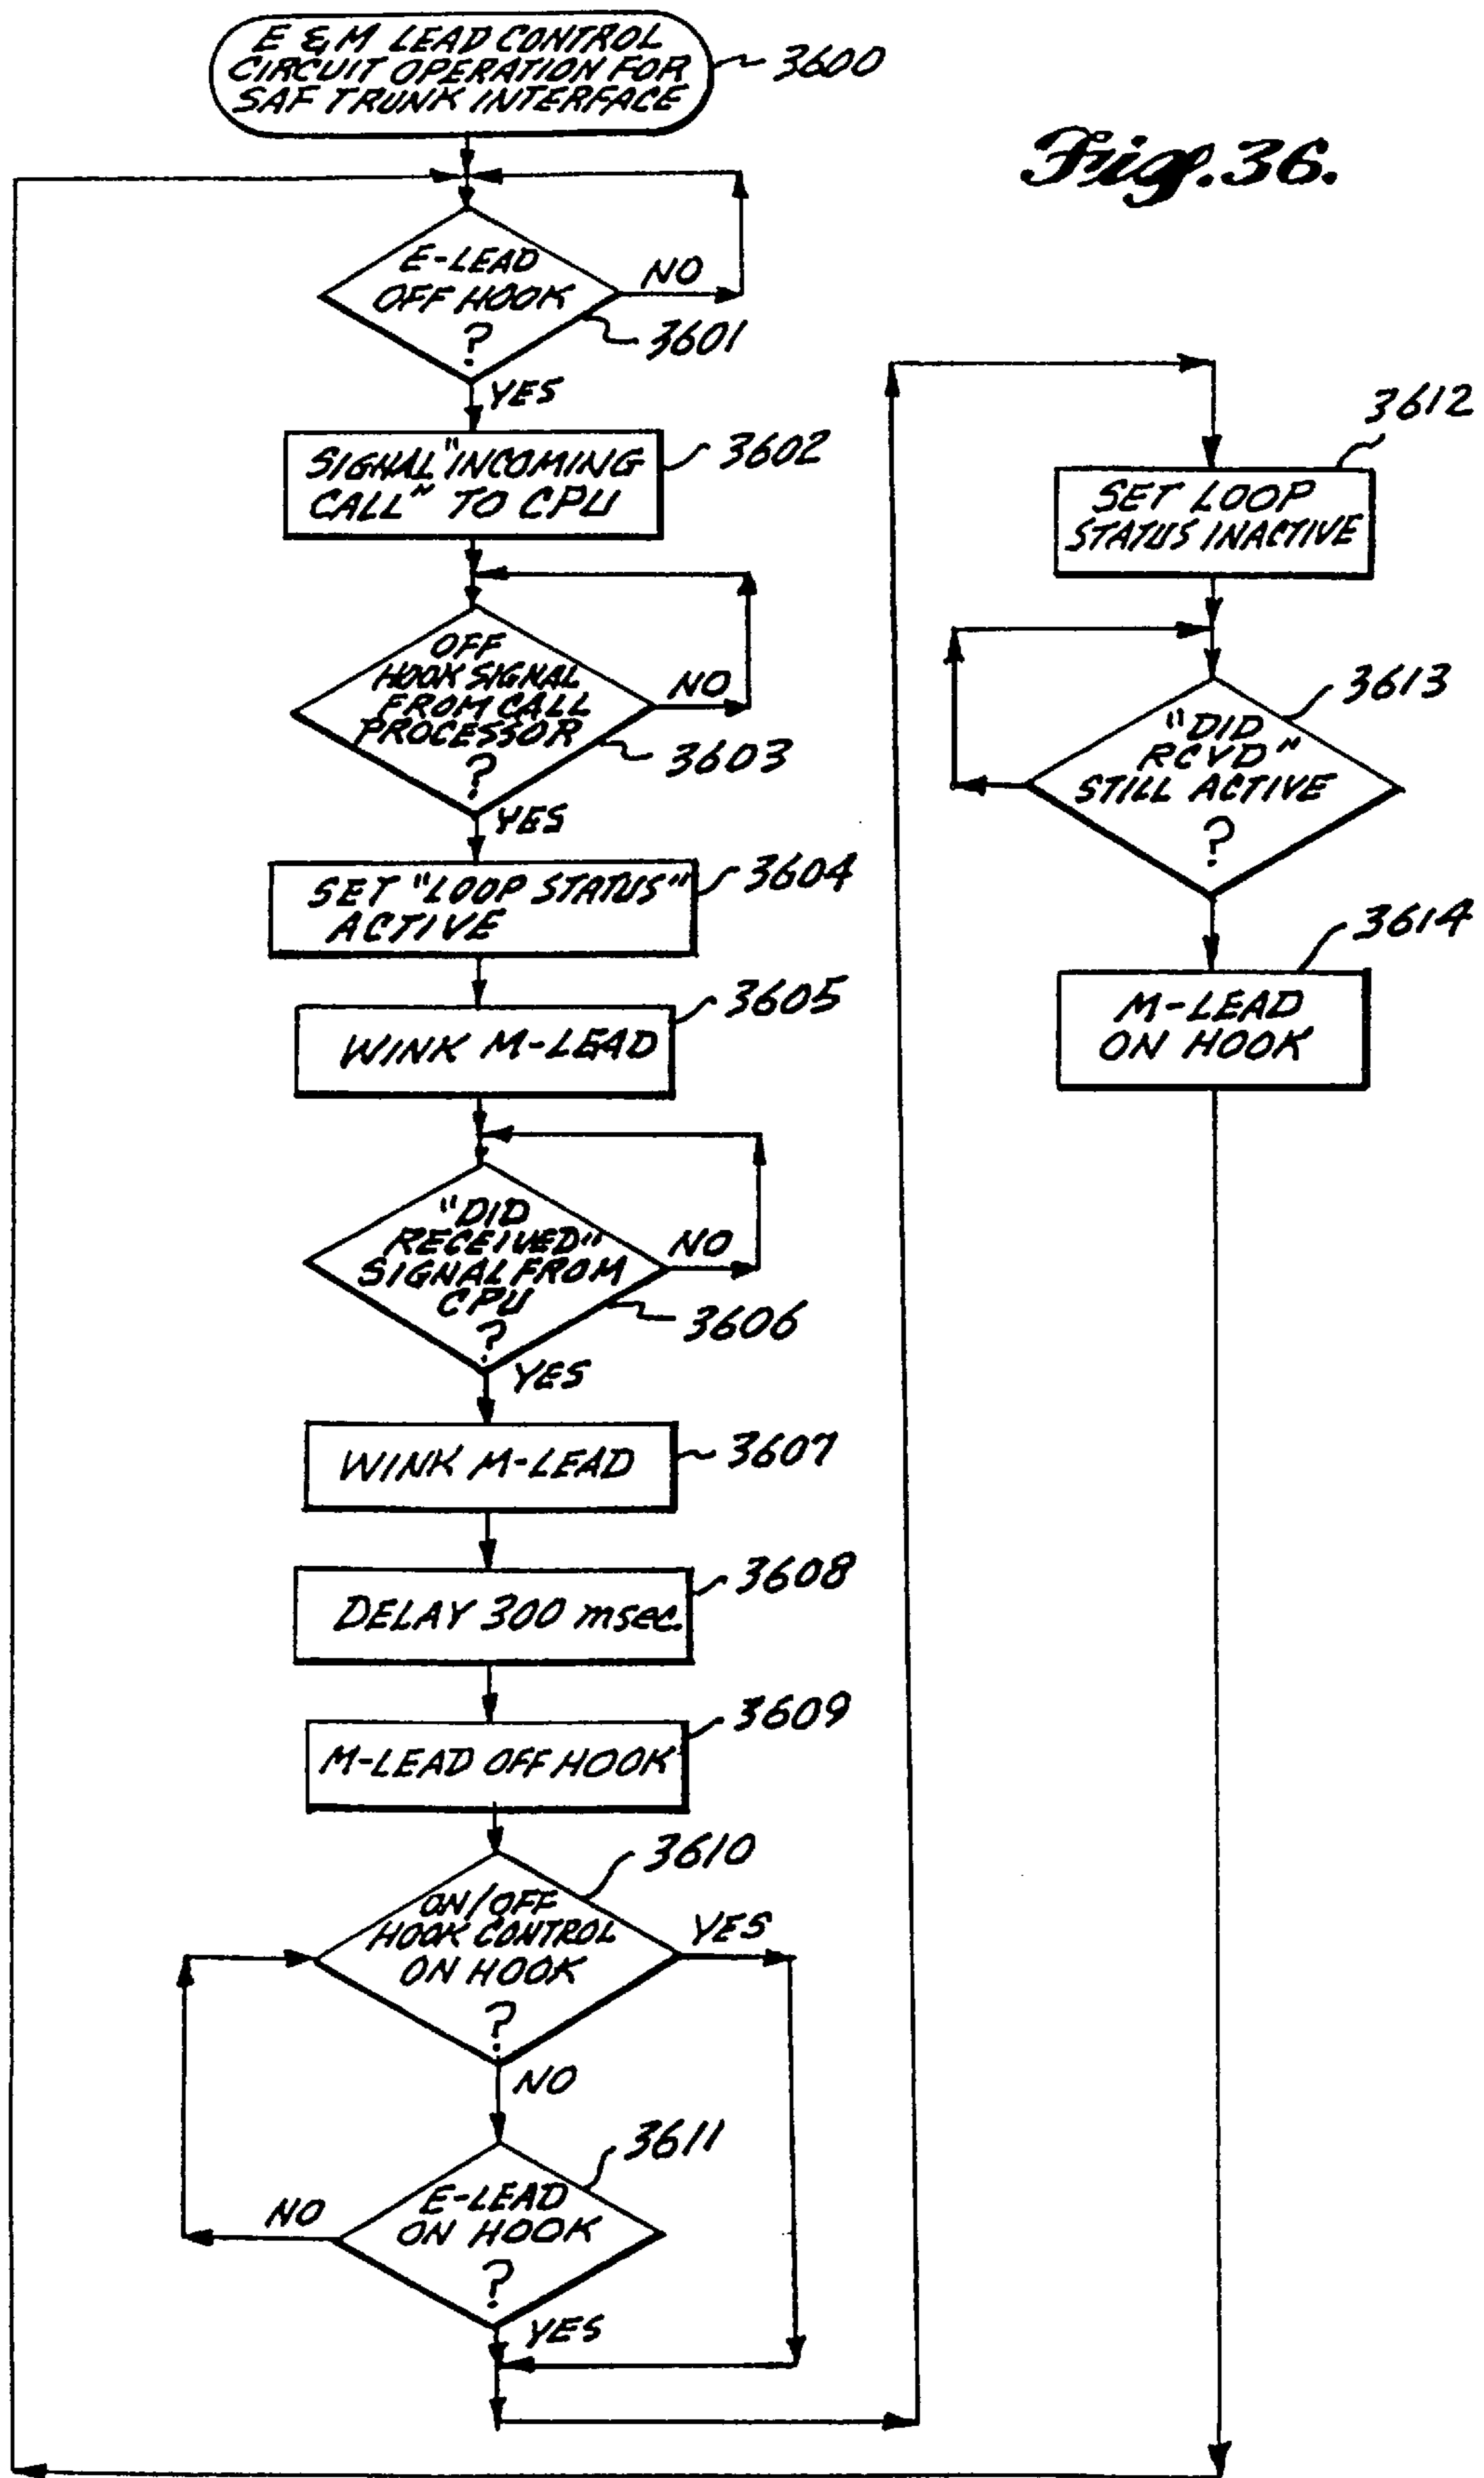 E & M LEAD CONTROL
CIRCUIT OPERATION FOR
SAF TRUNK INTERFACE
3600
Fig. 36.
E-LEAD
OFF HOOK
?
NO
3601
YES
SIGNAL "INCOMING
CALL" TO CPU
3602
OFF
HOOK SIGNAL
FROM CALL
PROCESSOR
?
NO
3603
YES
SET "LOOP STATUS"
ACTIVE
3604
WINK M-LEAD
3605
"DID
RECEIVED"
SIGNAL FROM
CPU
?
NO
3606
YES
WINK M-LEAD
3607
DELAY 300 msec.
3608
M-LEAD OFF HOOK
3609
ON/OFF
HOOK CONTROL
ON HOOK
?
3610
YES
NO
E-LEAD
ON HOOK
?
3611
NO
YES
3612
SET LOOP
STATUS INACTIVE
3613
"DID
RCVD"
STILL ACTIVE
?
3614
M-LEAD
ON HOOK